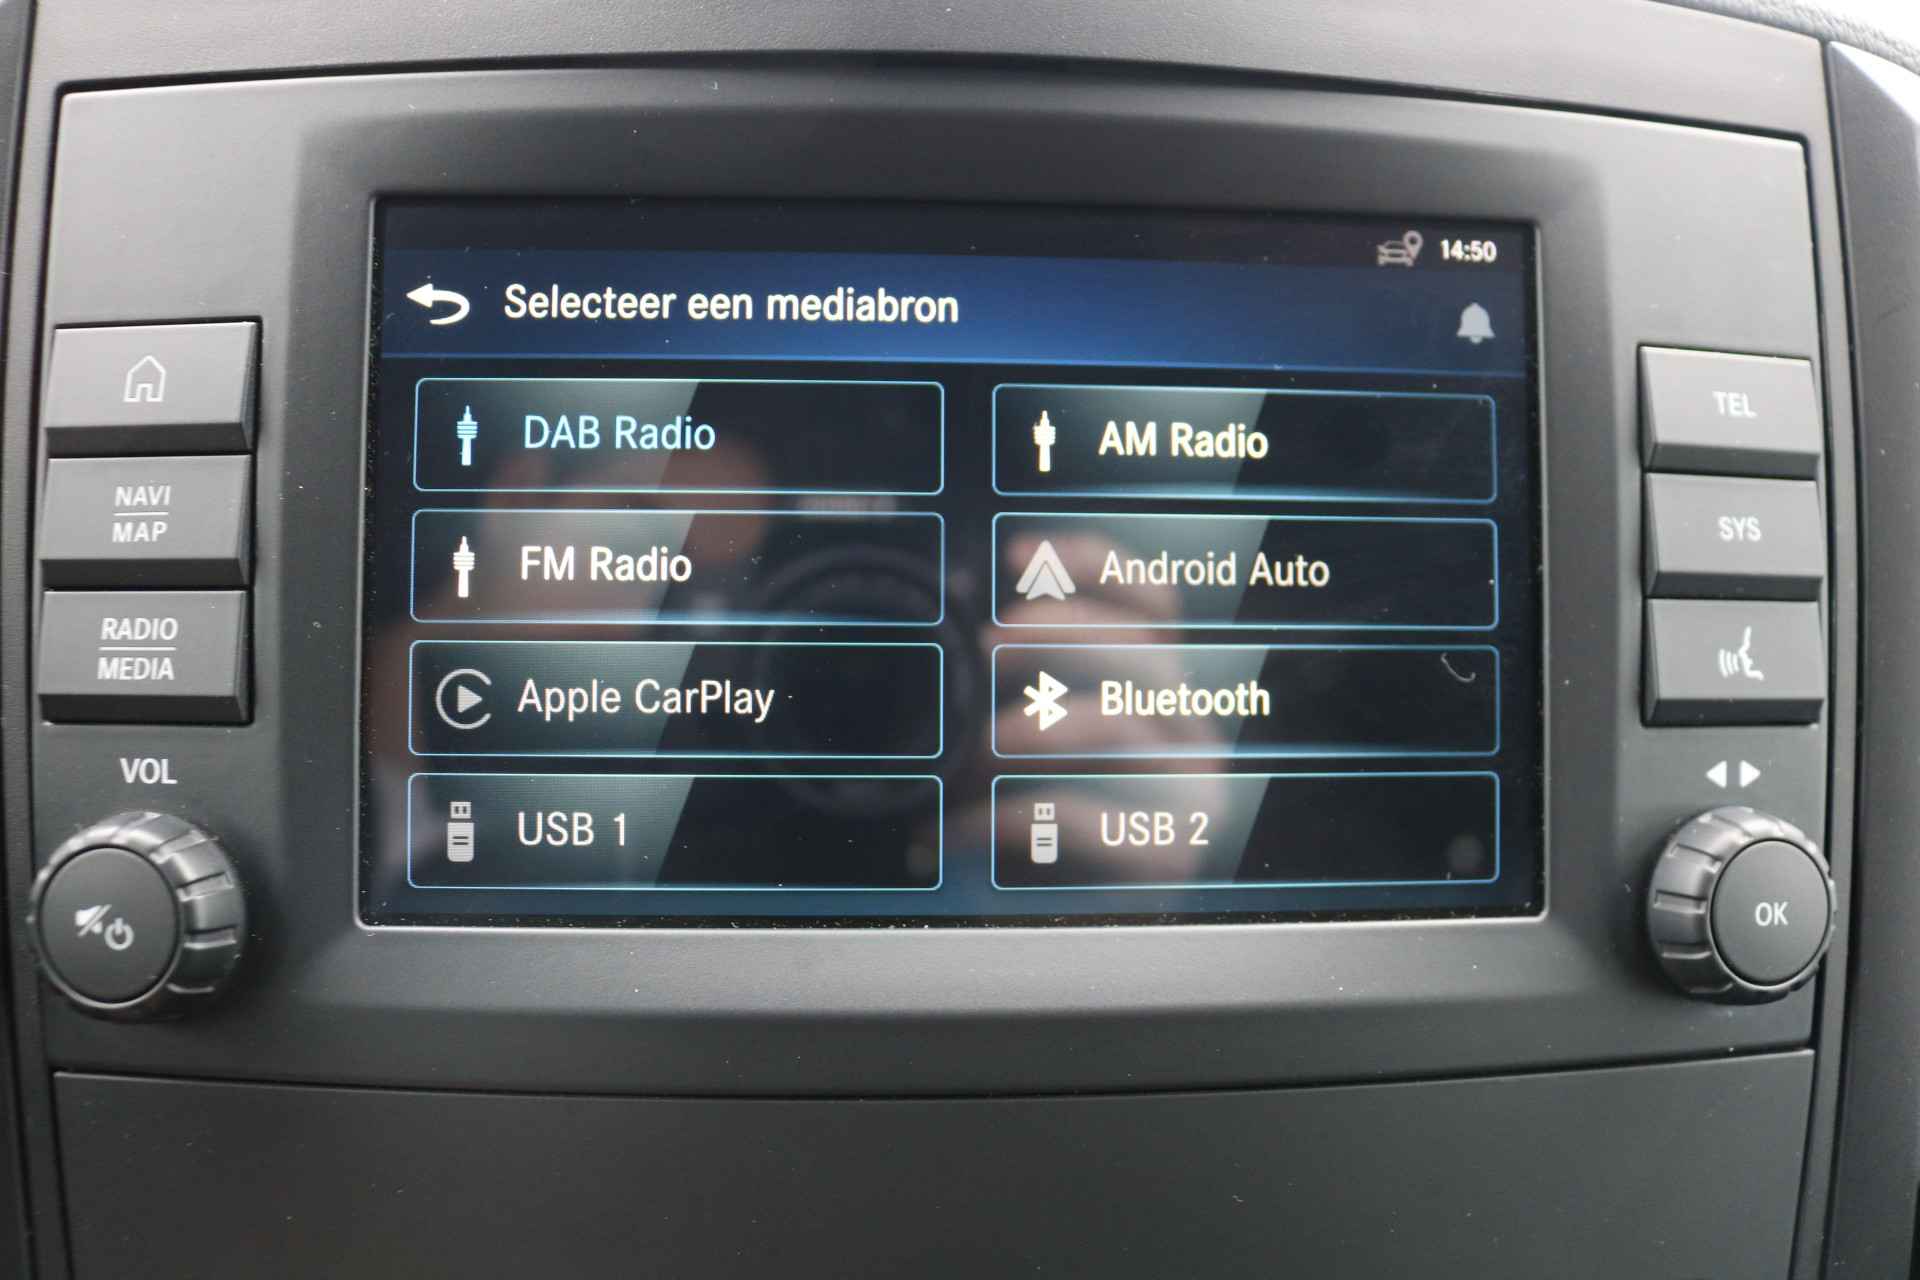 14:50
Selecteer een mediabron
DAB Radio
AM Radio
FM Radio
Android Auto
Apple CarPlay
Bluetooth
USB 1
USB 2
NAVI
MAP
RADIO
MEDIA
VOL
TEL
SYS
OK